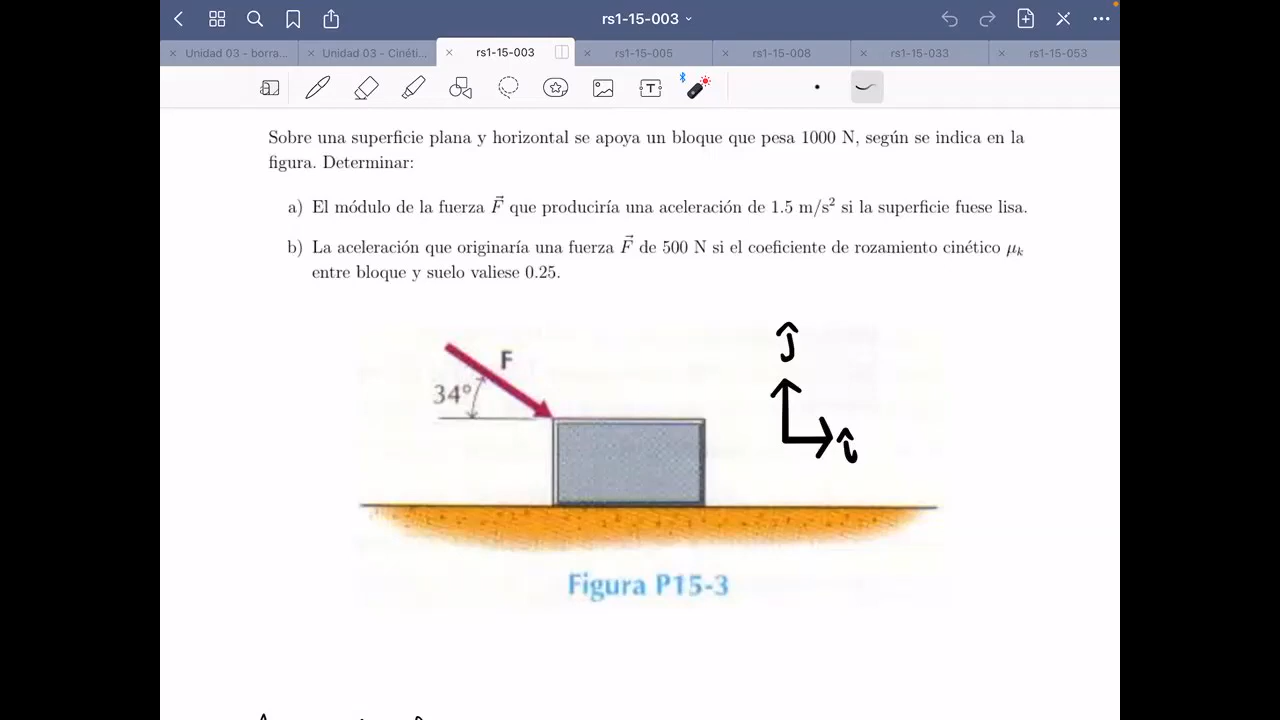 rs1-15-003
Unidad 03 - borra... Unidad 03 - Cinéti... rs1-15-003 rs1-15-005 rs1-15-008 rs1-15-033 rs1-15-053
T
Sobre una superficie plana y horizontal se apoya un bloque que pesa 1000 N, según se indica en la
figura. Determinar:
a) El módulo de la fuerza F⃗ que produciría una aceleración de 1.5 m/s² si la superficie fuese lisa.
b) La aceleración que originaría una fuerza F⃗ de 500 N si el coeficiente de rozamiento cinético μₖ
entre bloque y suelo valiese 0.25.
ĵ
F
34°
î
Figura P15-3